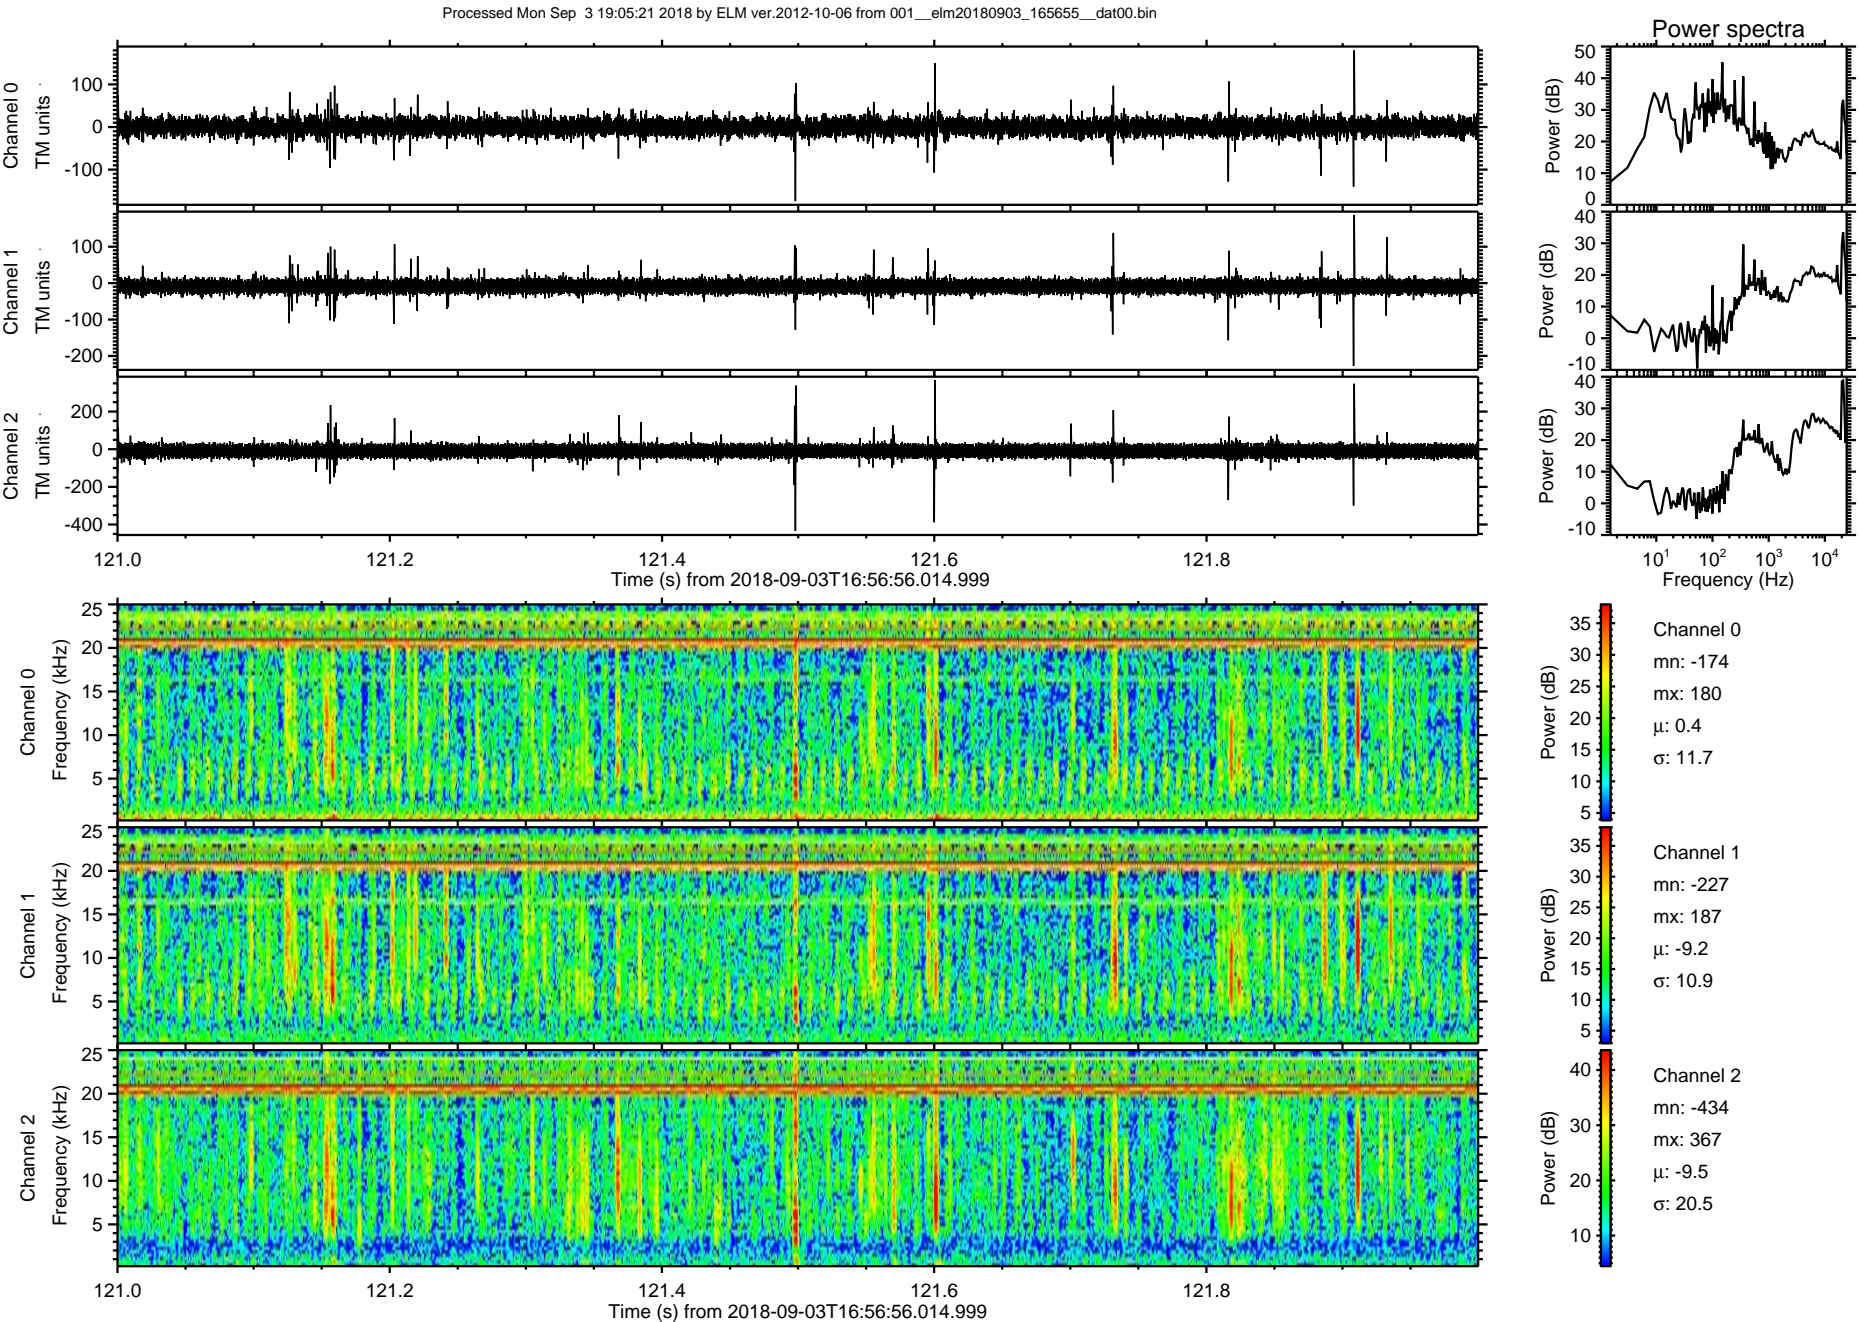 Processed Mon Sep  3 19:05:21 2018 by ELM ver.2012-10-06 from 001__elm20180903_165655__dat00.bin
Power spectra
Channel 0
TM units
100
0
-100
Power (dB)
50
40
30
20
10
0
Channel 1
TM units
100
0
-100
-200
Power (dB)
40
30
20
10
0
-10
Channel 2
TM units
200
0
-200
-400
Power (dB)
40
30
20
10
0
-10
121.0 121.2 121.4 121.6 121.8
Time (s) from 2018-09-03T16:56:56.014.999
10^1 10^2 10^3 10^4
Frequency (Hz)
Channel 0
Frequency (kHz)
25
20
15
10
5
Power (dB)
35
30
25
20
15
10
5
Channel 0
mn: -174
mx: 180
μ: 0.4
σ: 11.7
Channel 1
Frequency (kHz)
25
20
15
10
5
Power (dB)
35
30
25
20
15
10
5
Channel 1
mn: -227
mx: 187
μ: -9.2
σ: 10.9
Channel 2
Frequency (kHz)
25
20
15
10
5
Power (dB)
40
30
20
10
Channel 2
mn: -434
mx: 367
μ: -9.5
σ: 20.5
121.0 121.2 121.4 121.6 121.8
Time (s) from 2018-09-03T16:56:56.014.999